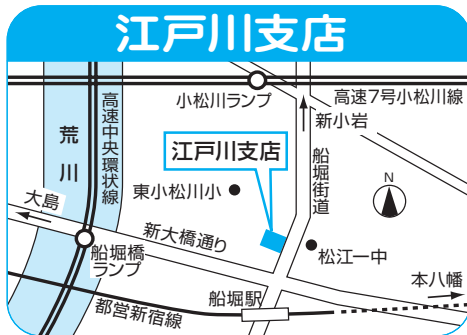 江戸川支店
小松川ランプ
高速7号小松川線
新小岩
高速中央環状線
荒川
江戸川支店
船堀街道
東小松川小
N
大島
新大橋通り
松江一中
船堀橋
ランプ
本八幡
船堀駅
都営新宿線